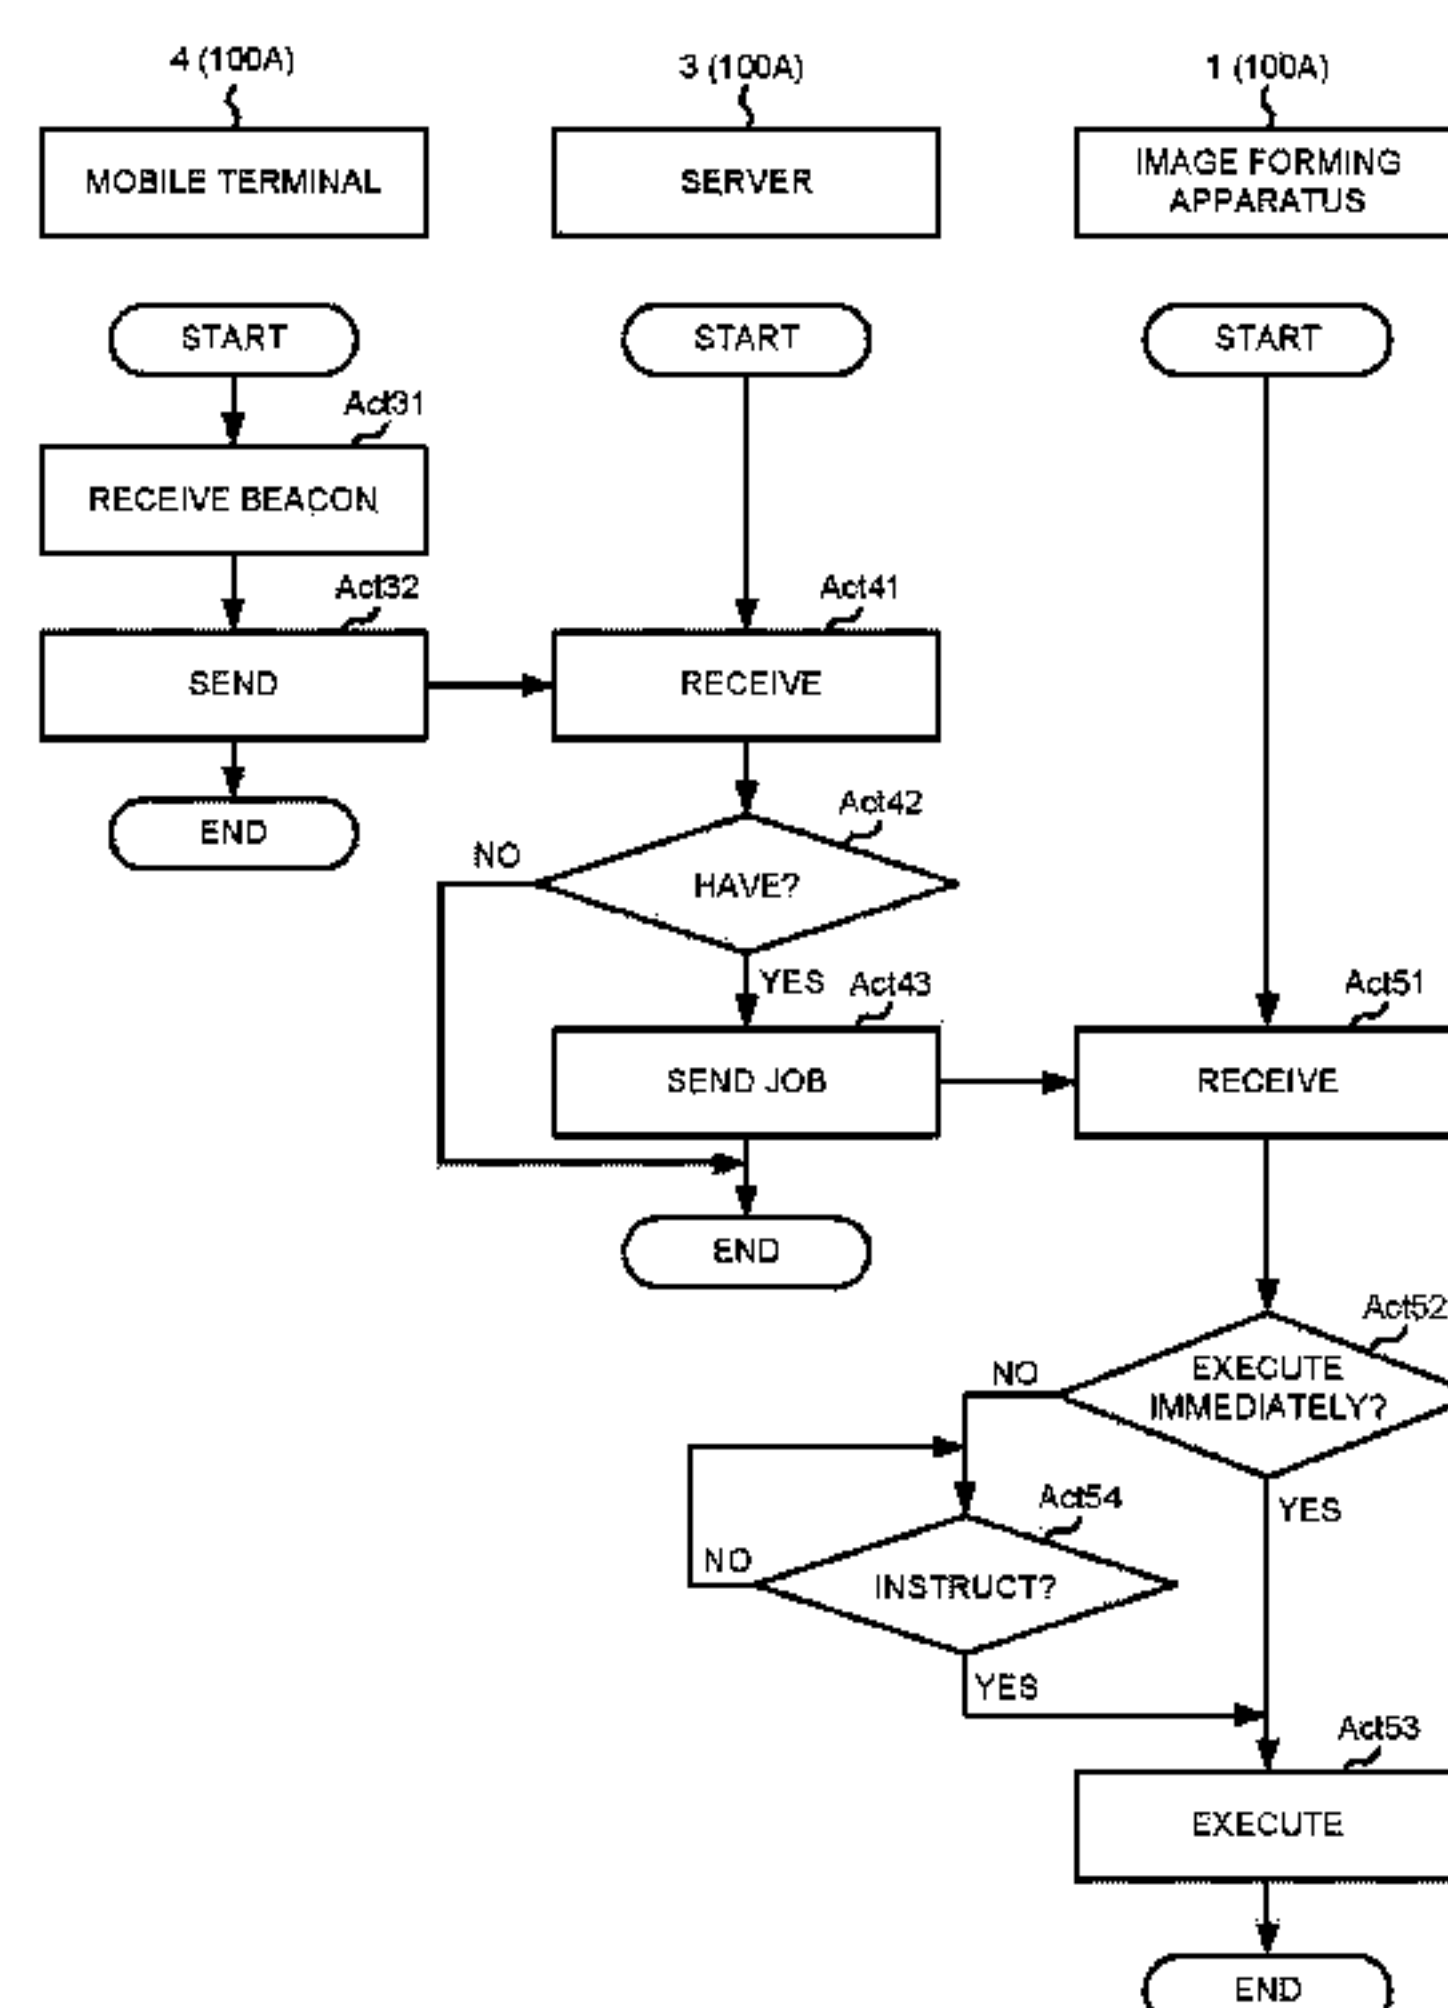 4 (100A)
3 (100A)
1 (100A)
MOBILE TERMINAL
SERVER
IMAGE FORMING
APPARATUS
START
START
START
Act31
RECEIVE BEACON
Act32
Act41
SEND
RECEIVE
END
Act42
NO
HAVE?
YES
Act43
Act51
SEND JOB
RECEIVE
END
Act52
NO
EXECUTE
IMMEDIATELY?
YES
Act54
NO
INSTRUCT?
YES
Act53
EXECUTE
END